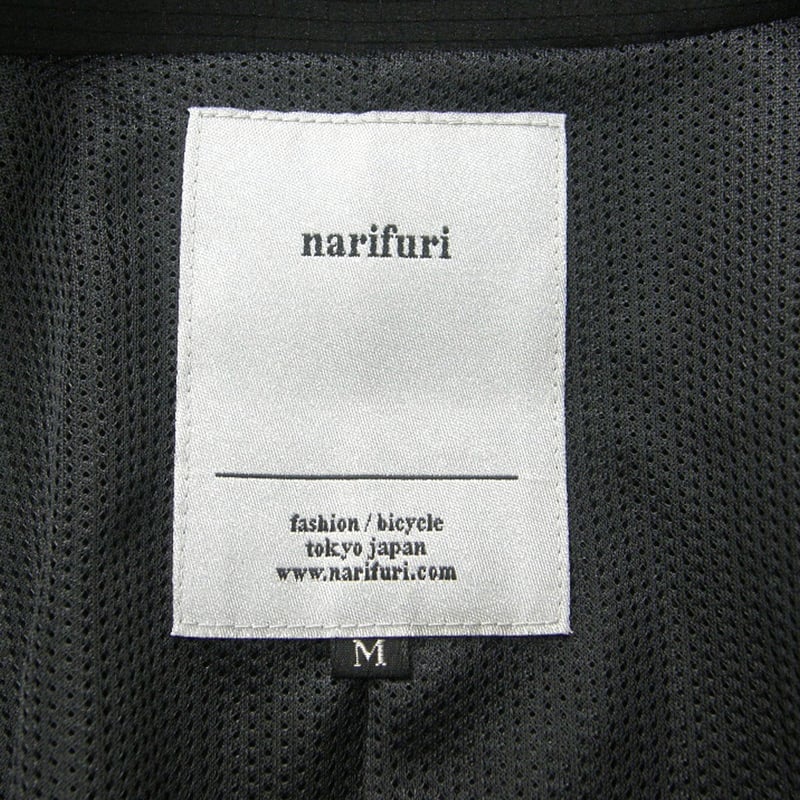 narifuri
fashion / bicycle
tokyo japan
www.narifuri.com
M